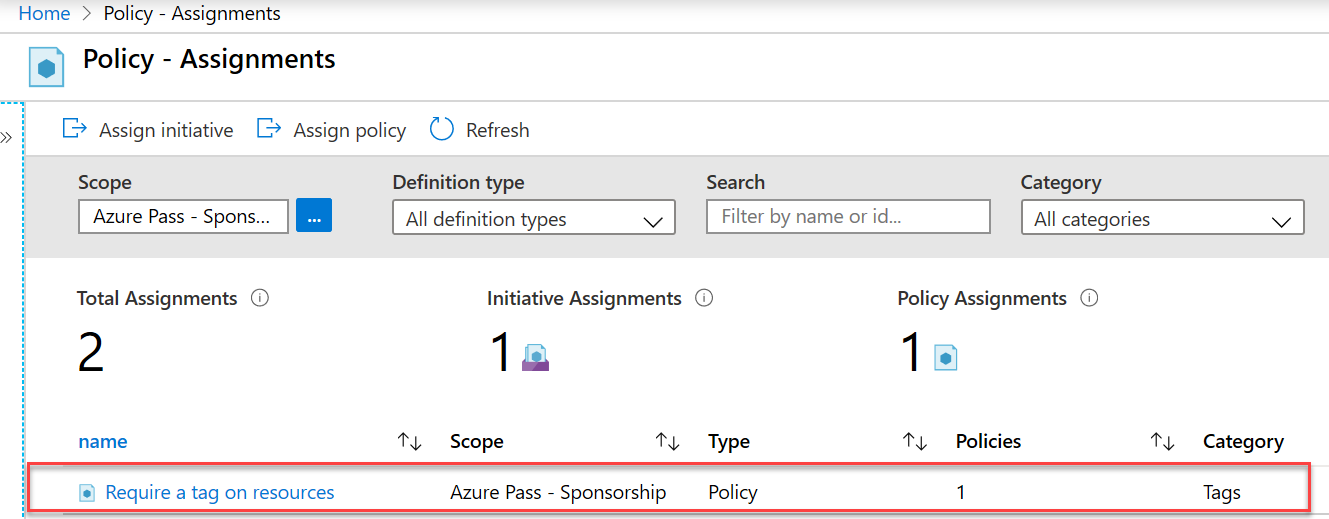 Home > Policy - Assignments
Policy - Assignments
»
Assign initiative Assign policy Refresh
Scope Definition type Search Category
Azure Pass - Spons... ... All definition types Filter by name or id... All categories
Total Assignments Initiative Assignments Policy Assignments
2 1 1
name Scope Type Policies Category
Require a tag on resources Azure Pass - Sponsorship Policy 1 Tags